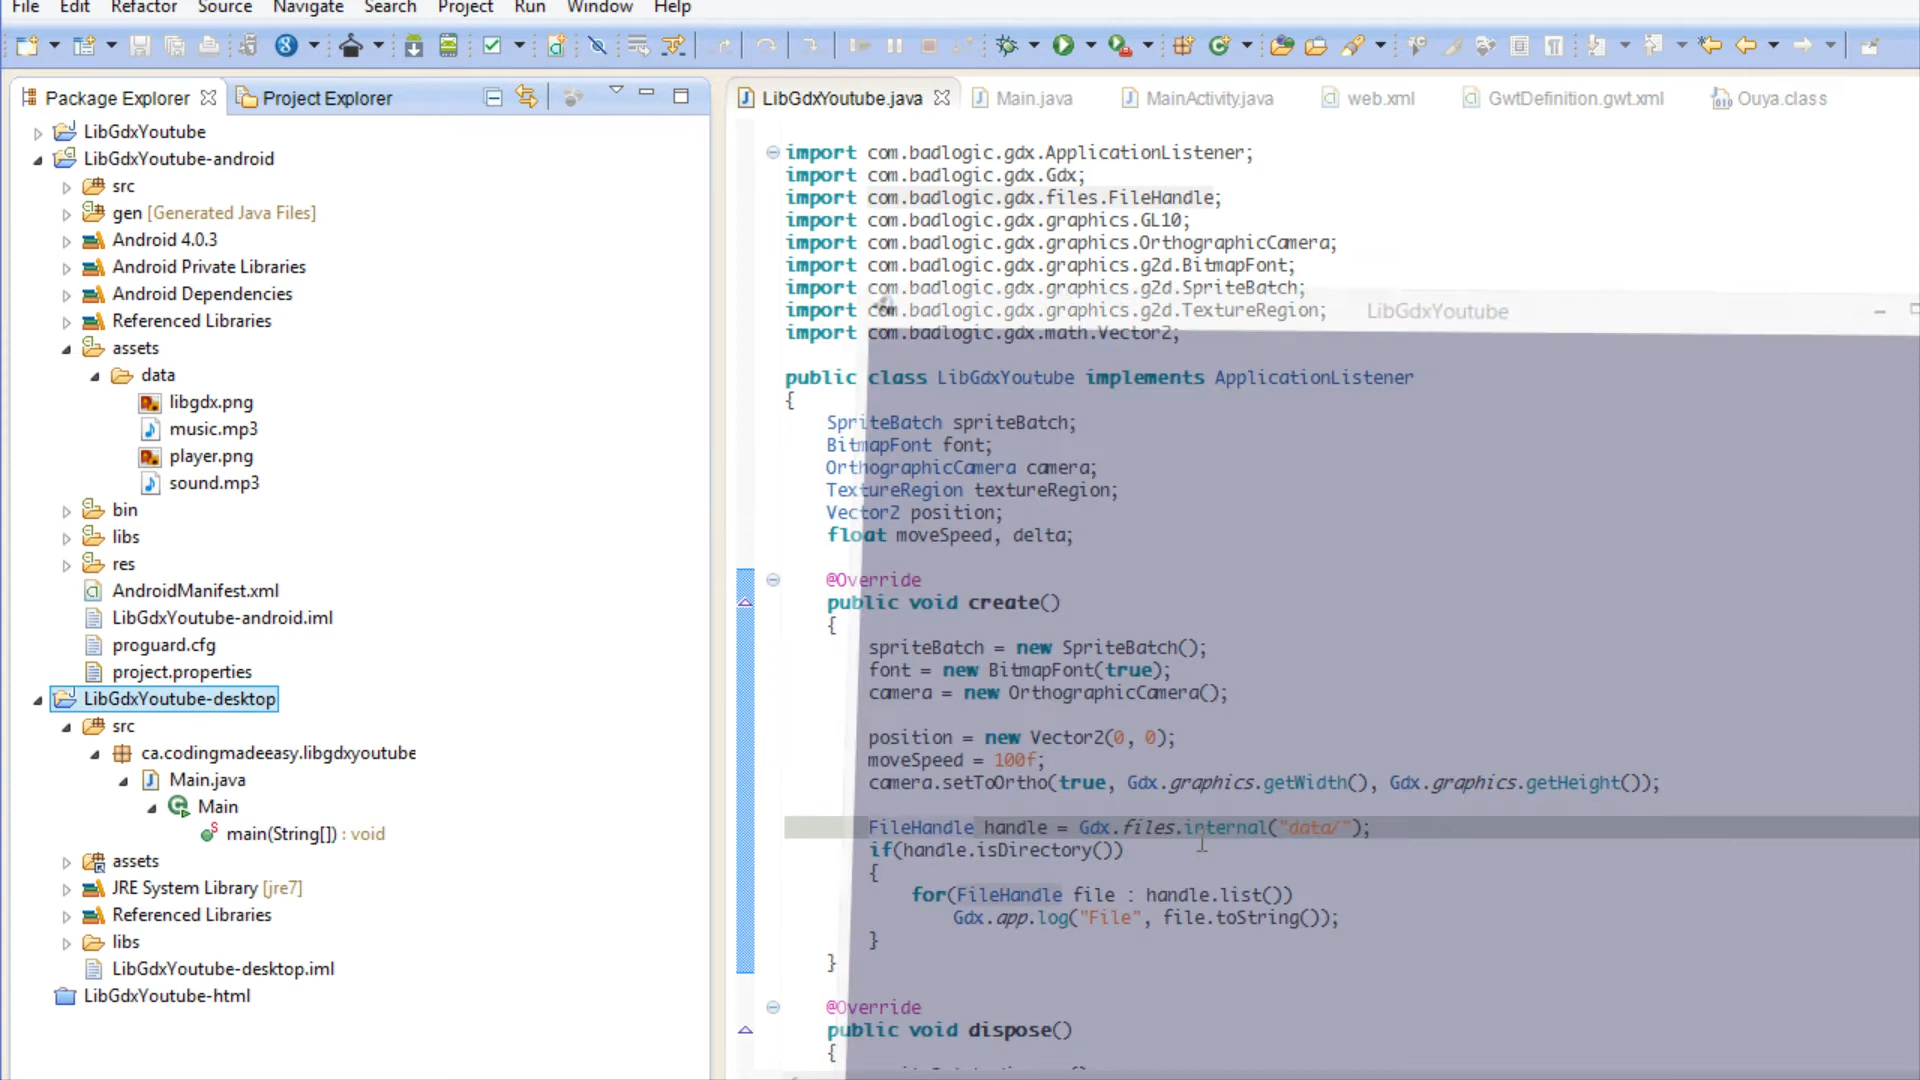 File Edit Refactor Source Navigate Search Project Run Window Help
Package Explorer Project Explorer
LibGdxYoutube
LibGdxYoutube-android
src
gen [Generated Java Files]
Android 4.0.3
Android Private Libraries
Android Dependencies
Referenced Libraries
assets
data
libgdx.png
music.mp3
player.png
sound.mp3
bin
libs
res
AndroidManifest.xml
LibGdxYoutube-android.iml
proguard.cfg
project.properties
LibGdxYoutube-desktop
src
ca.codingmadeeasy.libgdxyoutube
Main.java
Main
main(String[]) : void
assets
JRE System Library [jre7]
Referenced Libraries
libs
LibGdxYoutube-desktop.iml
LibGdxYoutube-html
LibGdxYoutube.java Main.java MainActivity.java web.xml GwtDefinition.gwt.xml Ouya.class
import com.badlogic.gdx.ApplicationListener;
import com.badlogic.gdx.Gdx;
import com.badlogic.gdx.files.FileHandle;
import com.badlogic.gdx.graphics.GL10;
import com.badlogic.gdx.graphics.OrthographicCamera;
import com.badlogic.gdx.graphics.g2d.BitmapFont;
import com.badlogic.gdx.graphics.g2d.SpriteBatch;
import com.badlogic.gdx.graphics.g2d.TextureRegion;
import com.badlogic.gdx.math.Vector2;
LibGdxYoutube
public class LibGdxYoutube implements ApplicationListener
{
SpriteBatch spriteBatch;
BitmapFont font;
OrthographicCamera camera;
TextureRegion textureRegion;
Vector2 position;
float moveSpeed, delta;
@Override
public void create()
{
spriteBatch = new SpriteBatch();
font = new BitmapFont(true);
camera = new OrthographicCamera();
position = new Vector2(0, 0);
moveSpeed = 100f;
camera.setToOrtho(true, Gdx.graphics.getWidth(), Gdx.graphics.getHeight());
FileHandle handle = Gdx.files.internal("data/");
if(handle.isDirectory())
{
for(FileHandle file : handle.list())
Gdx.app.log("File", file.toString());
}
}
@Override
public void dispose()
{